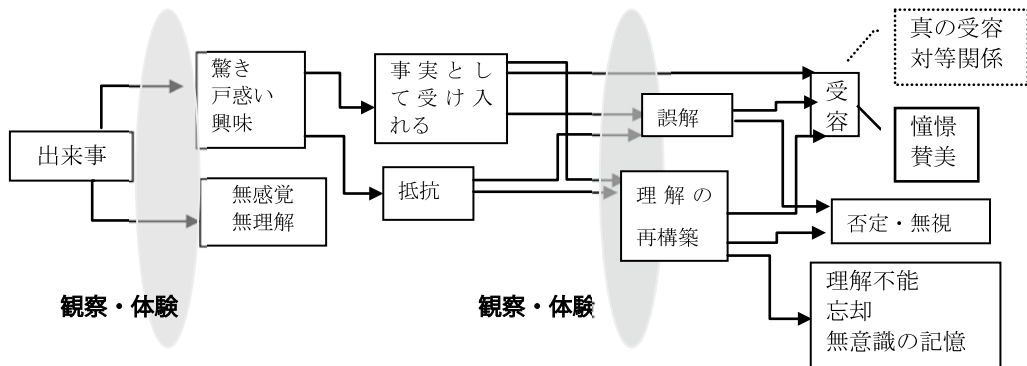 出来事
観察・体験
驚き
戸惑い
興味
無感覚
無理解
事実とし
て受け入
れる
抵抗
観察・体験
誤解
理解の
再構築
受
容
真の受容
対等関係
憧憬
賛美
否定・無視
理解不能
忘却
無意識の記憶